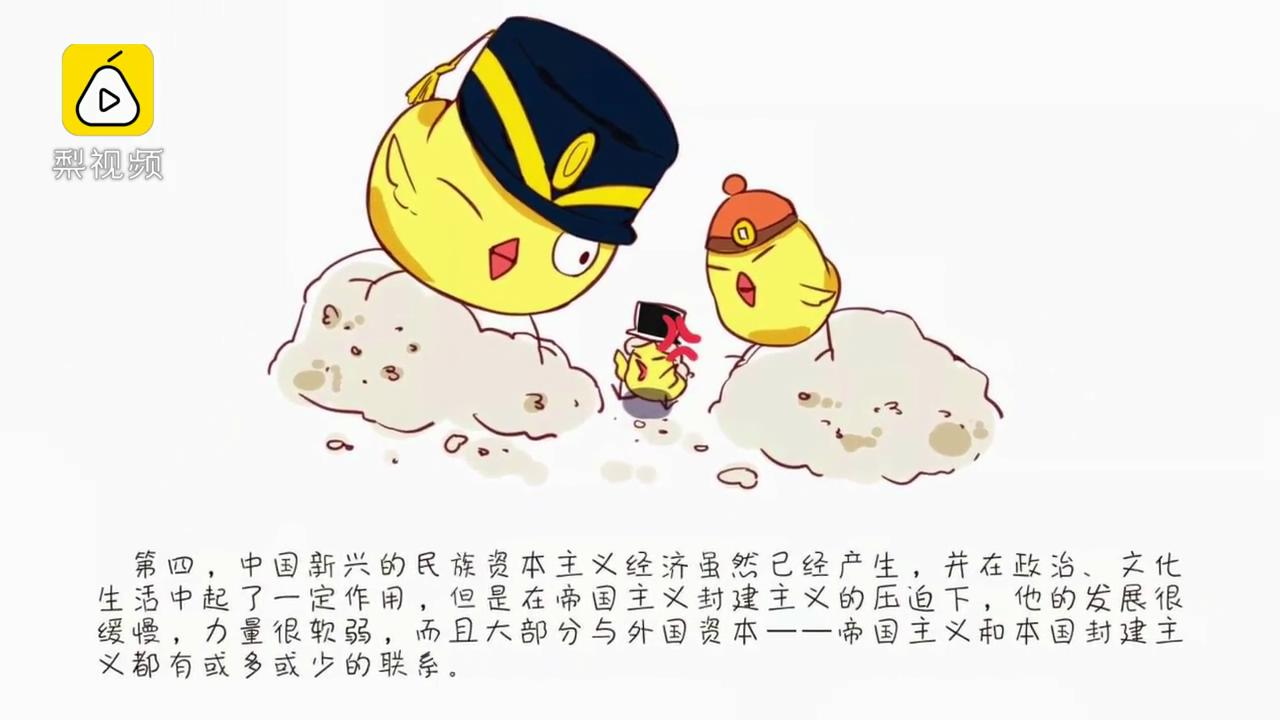 梨视频
第四，中国新兴的民族资本主义经济虽然已经产生，并在政治、文化
生活中起了一定作用，但是在帝国主义封建主义的压迫下，他的发展很
缓慢，力量很软弱，而且大部分与外国资本——帝国主义和本国封建主
义都有或多或少的联系。